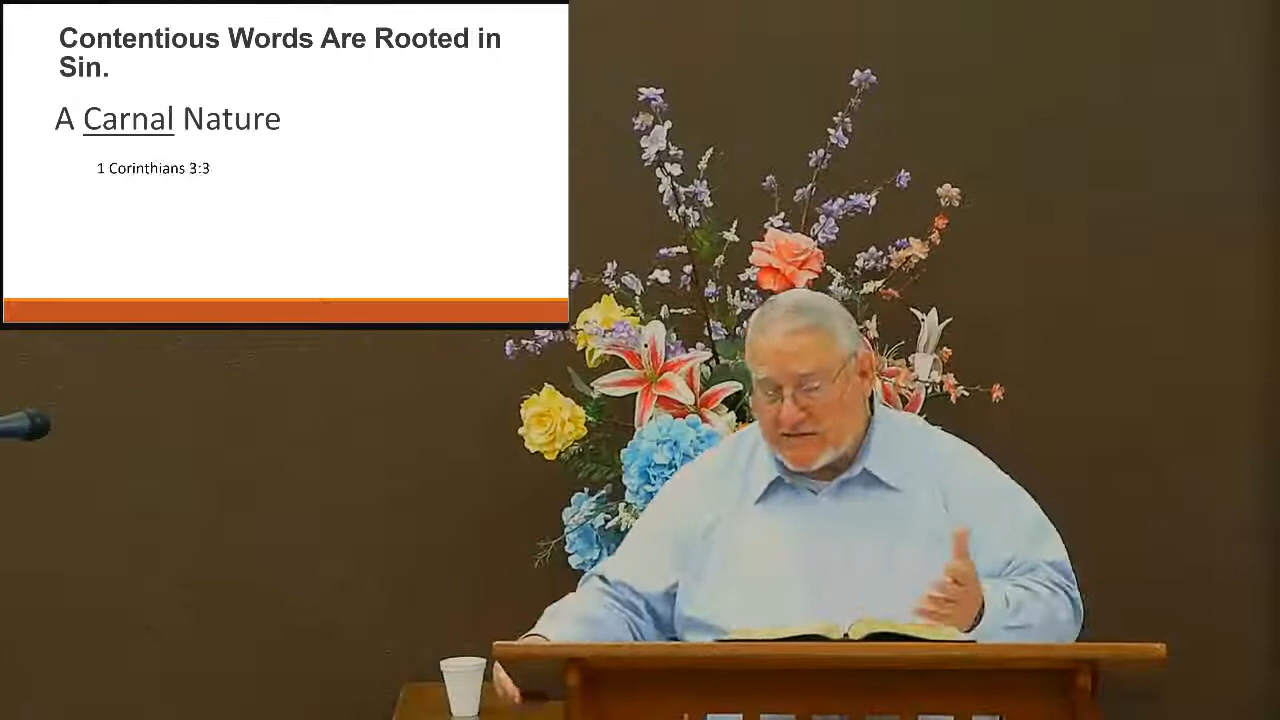 Contentious Words Are Rooted in
Sin.
A Carnal Nature
1 Corinthians 3:3